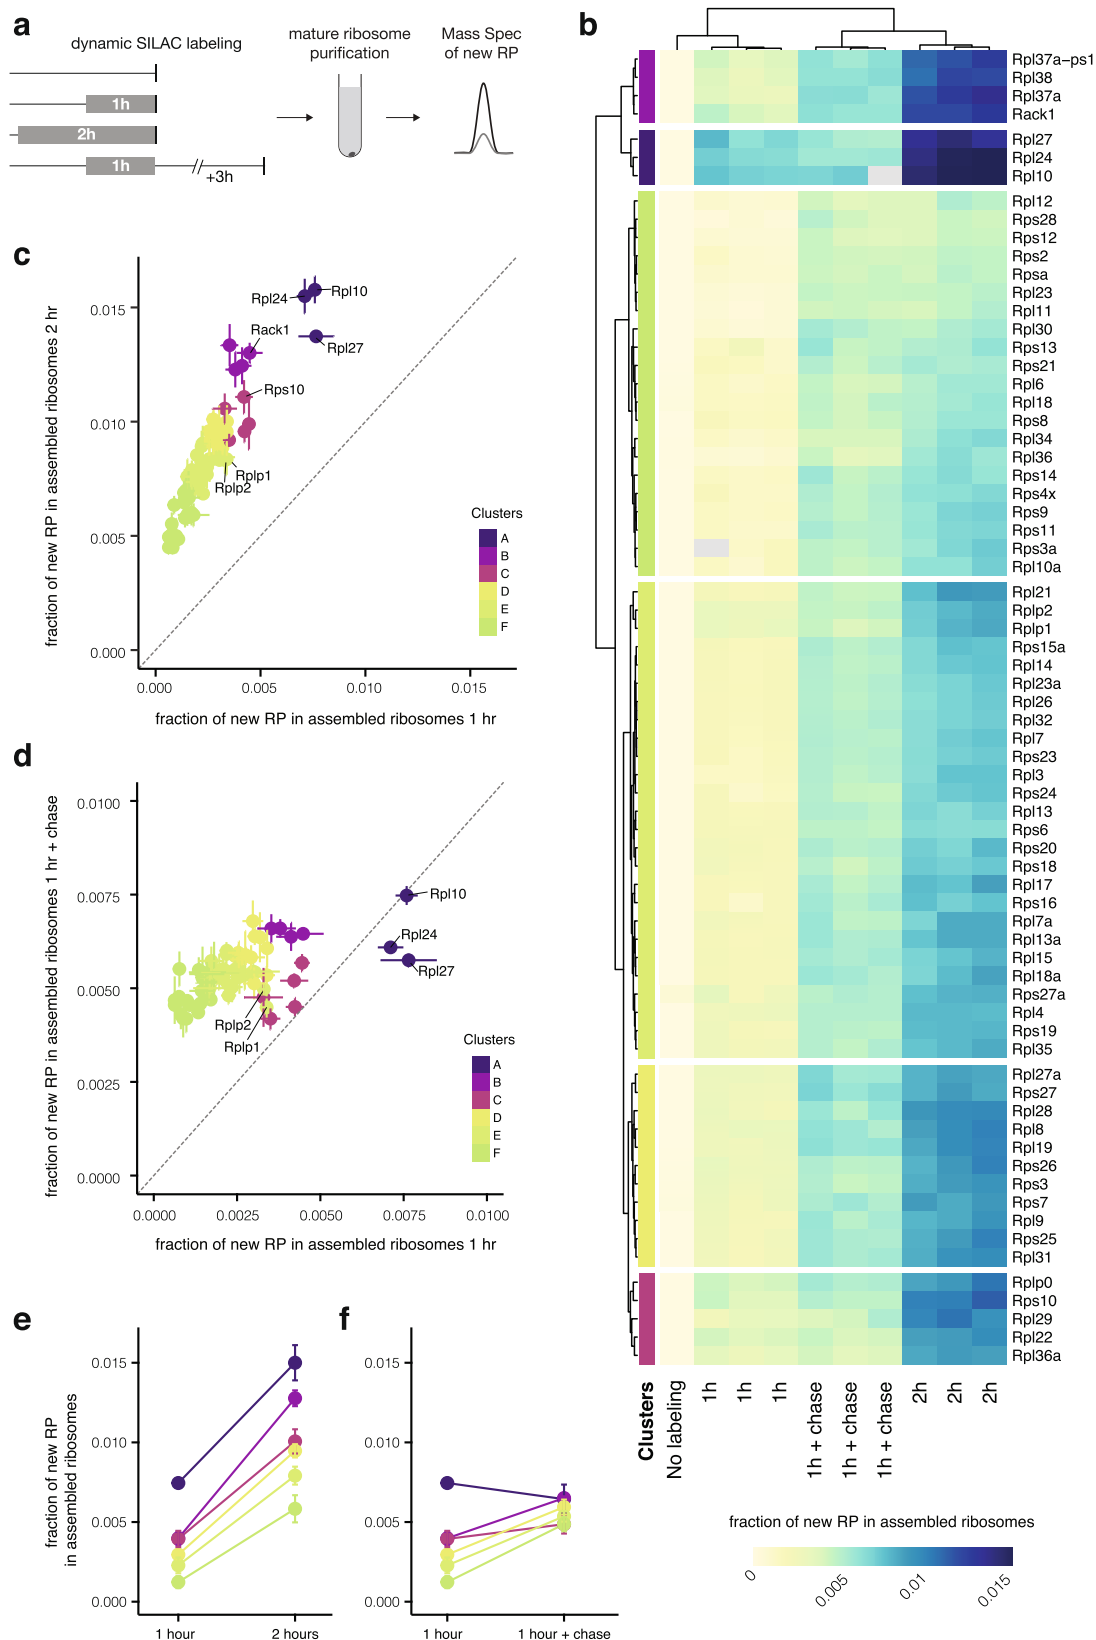 a
dynamic SILAC labeling
1h
2h
1h
+3h
mature ribosome
purification
Mass Spec
of new RP
b
Rpl37a−ps1
Rpl38
Rpl37a
Rack1
Rpl27
Rpl24
Rpl10
Rpl12
Rps28
Rps12
Rps2
Rpsa
Rpl23
Rpl11
Rpl30
Rps13
Rps21
Rpl6
Rpl18
Rps8
Rpl34
Rpl36
Rps14
Rps4x
Rps9
Rps11
Rps3a
Rpl10a
Rpl21
Rplp2
Rplp1
Rps15a
Rpl14
Rpl23a
Rpl26
Rpl32
Rpl7
Rps23
Rpl3
Rps24
Rpl13
Rps6
Rps20
Rps18
Rpl17
Rps16
Rpl7a
Rpl13a
Rpl15
Rpl18a
Rps27a
Rpl4
Rps19
Rpl35
Rpl27a
Rps27
Rpl28
Rpl8
Rpl19
Rps26
Rps3
Rps7
Rpl9
Rps25
Rpl31
Rplp0
Rps10
Rpl29
Rpl22
Rpl36a
Clusters
No labeling
1h
1h
1h
1h + chase
1h + chase
1h + chase
2h
2h
2h
fraction of new RP in assembled ribosomes
0
0.005
0.01
0.015
c
fraction of new RP in assembled ribosomes 2 hr
0.015
0.010
0.005
0.000
Rpl24
Rpl10
Rack1
Rpl27
Rps10
Rplp1
Rplp2
Clusters
A
B
C
D
E
F
0.000
0.005
0.010
0.015
fraction of new RP in assembled ribosomes 1 hr
d
fraction of new RP in assembled ribosomes 1 hr + chase
0.0100
0.0075
0.0050
0.0025
0.0000
Rpl10
Rpl24
Rpl27
Rplp2
Rplp1
Clusters
A
B
C
D
E
F
0.0000
0.0025
0.0050
0.0075
0.0100
fraction of new RP in assembled ribosomes 1 hr
e
fraction of new RP
in assembled ribosomes
0.015
0.010
0.005
0.000
1 hour
2 hours
f
0.015
0.010
0.005
0.000
1 hour
1 hour + chase